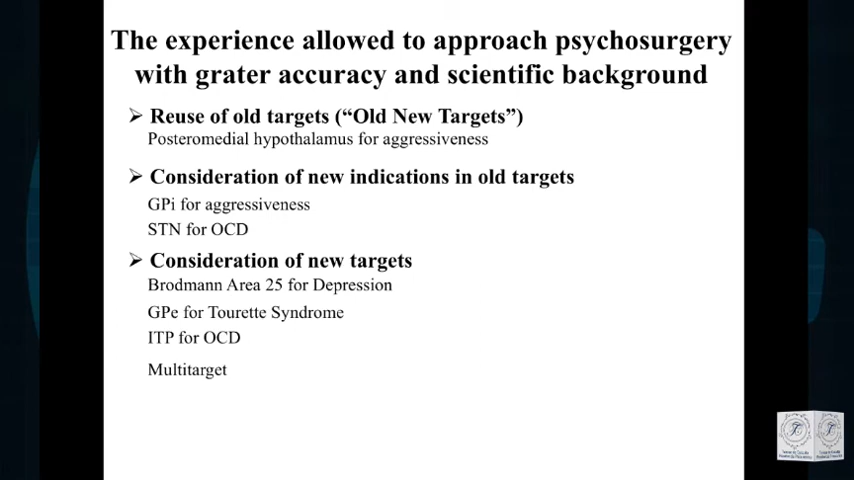 The experience allowed to approach psychosurgery
with grater accuracy and scientific background
➢ Reuse of old targets (“Old New Targets”)
Posteromedial hypothalamus for aggressiveness
➢ Consideration of new indications in old targets
GPi for aggressiveness
STN for OCD
➢ Consideration of new targets
Brodmann Area 25 for Depression
GPe for Tourette Syndrome
ITP for OCD
Multitarget